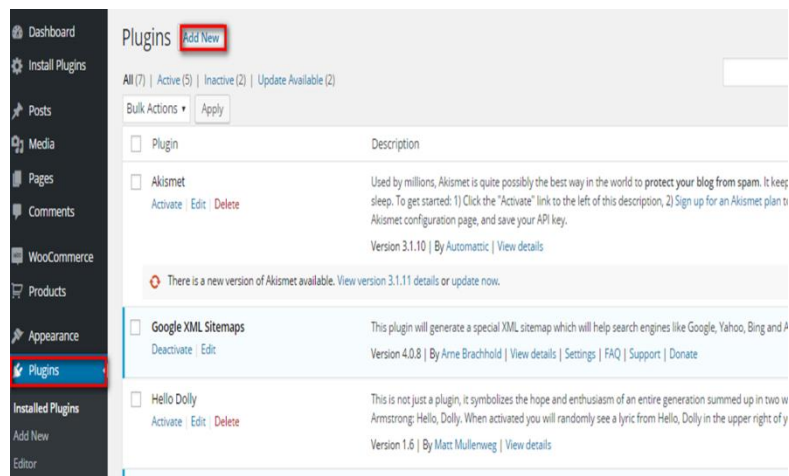 Dashboard
Install Plugins
Posts
Media
Pages
Comments
WooCommerce
Products
Appearance
Plugins
Installed Plugins
Add New
Editor
Plugins Add New
All (7) | Active (5) | Inactive (2) | Update Available (2)
Bulk Actions Apply
Plugin Description
Akismet
Activate | Edit | Delete
Used by millions, Akismet is quite possibly the best way in the world to protect your blog from spam. It keep
sleep. To get started: 1) Click the "Activate" link to the left of this description, 2) Sign up for an Akismet plan t
Akismet configuration page, and save your API key.
Version 3.1.10 | By Automattic | View details
There is a new version of Akismet available. View version 3.1.11 details or update now.
Google XML Sitemaps
Deactivate | Edit
This plugin will generate a special XML sitemap which will help search engines like Google, Yahoo, Bing and A
Version 4.0.8 | By Arne Brachhold | View details | Settings | FAQ | Support | Donate
Hello Dolly
Activate | Edit | Delete
This is not just a plugin, it symbolizes the hope and enthusiasm of an entire generation summed up in two w
Armstrong: Hello, Dolly. When activated you will randomly see a lyric from Hello, Dolly in the upper right of y
Version 1.6 | By Matt Mullenweg | View details